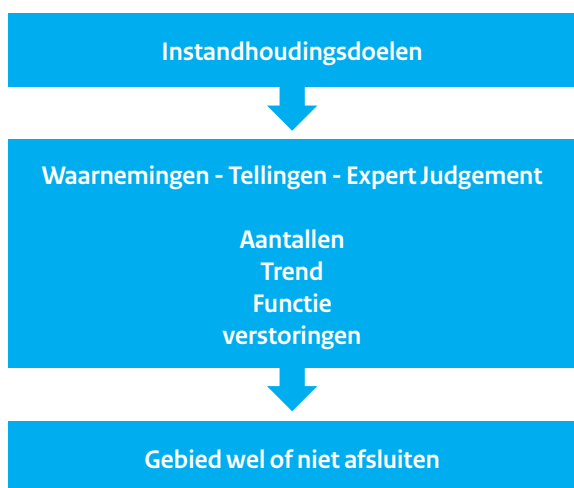 Instandhoudingsdoelen
Waarnemingen - Tellingen - Expert Judgement
Aantallen
Trend
Functie
verstoringen
Gebied wel of niet afsluiten